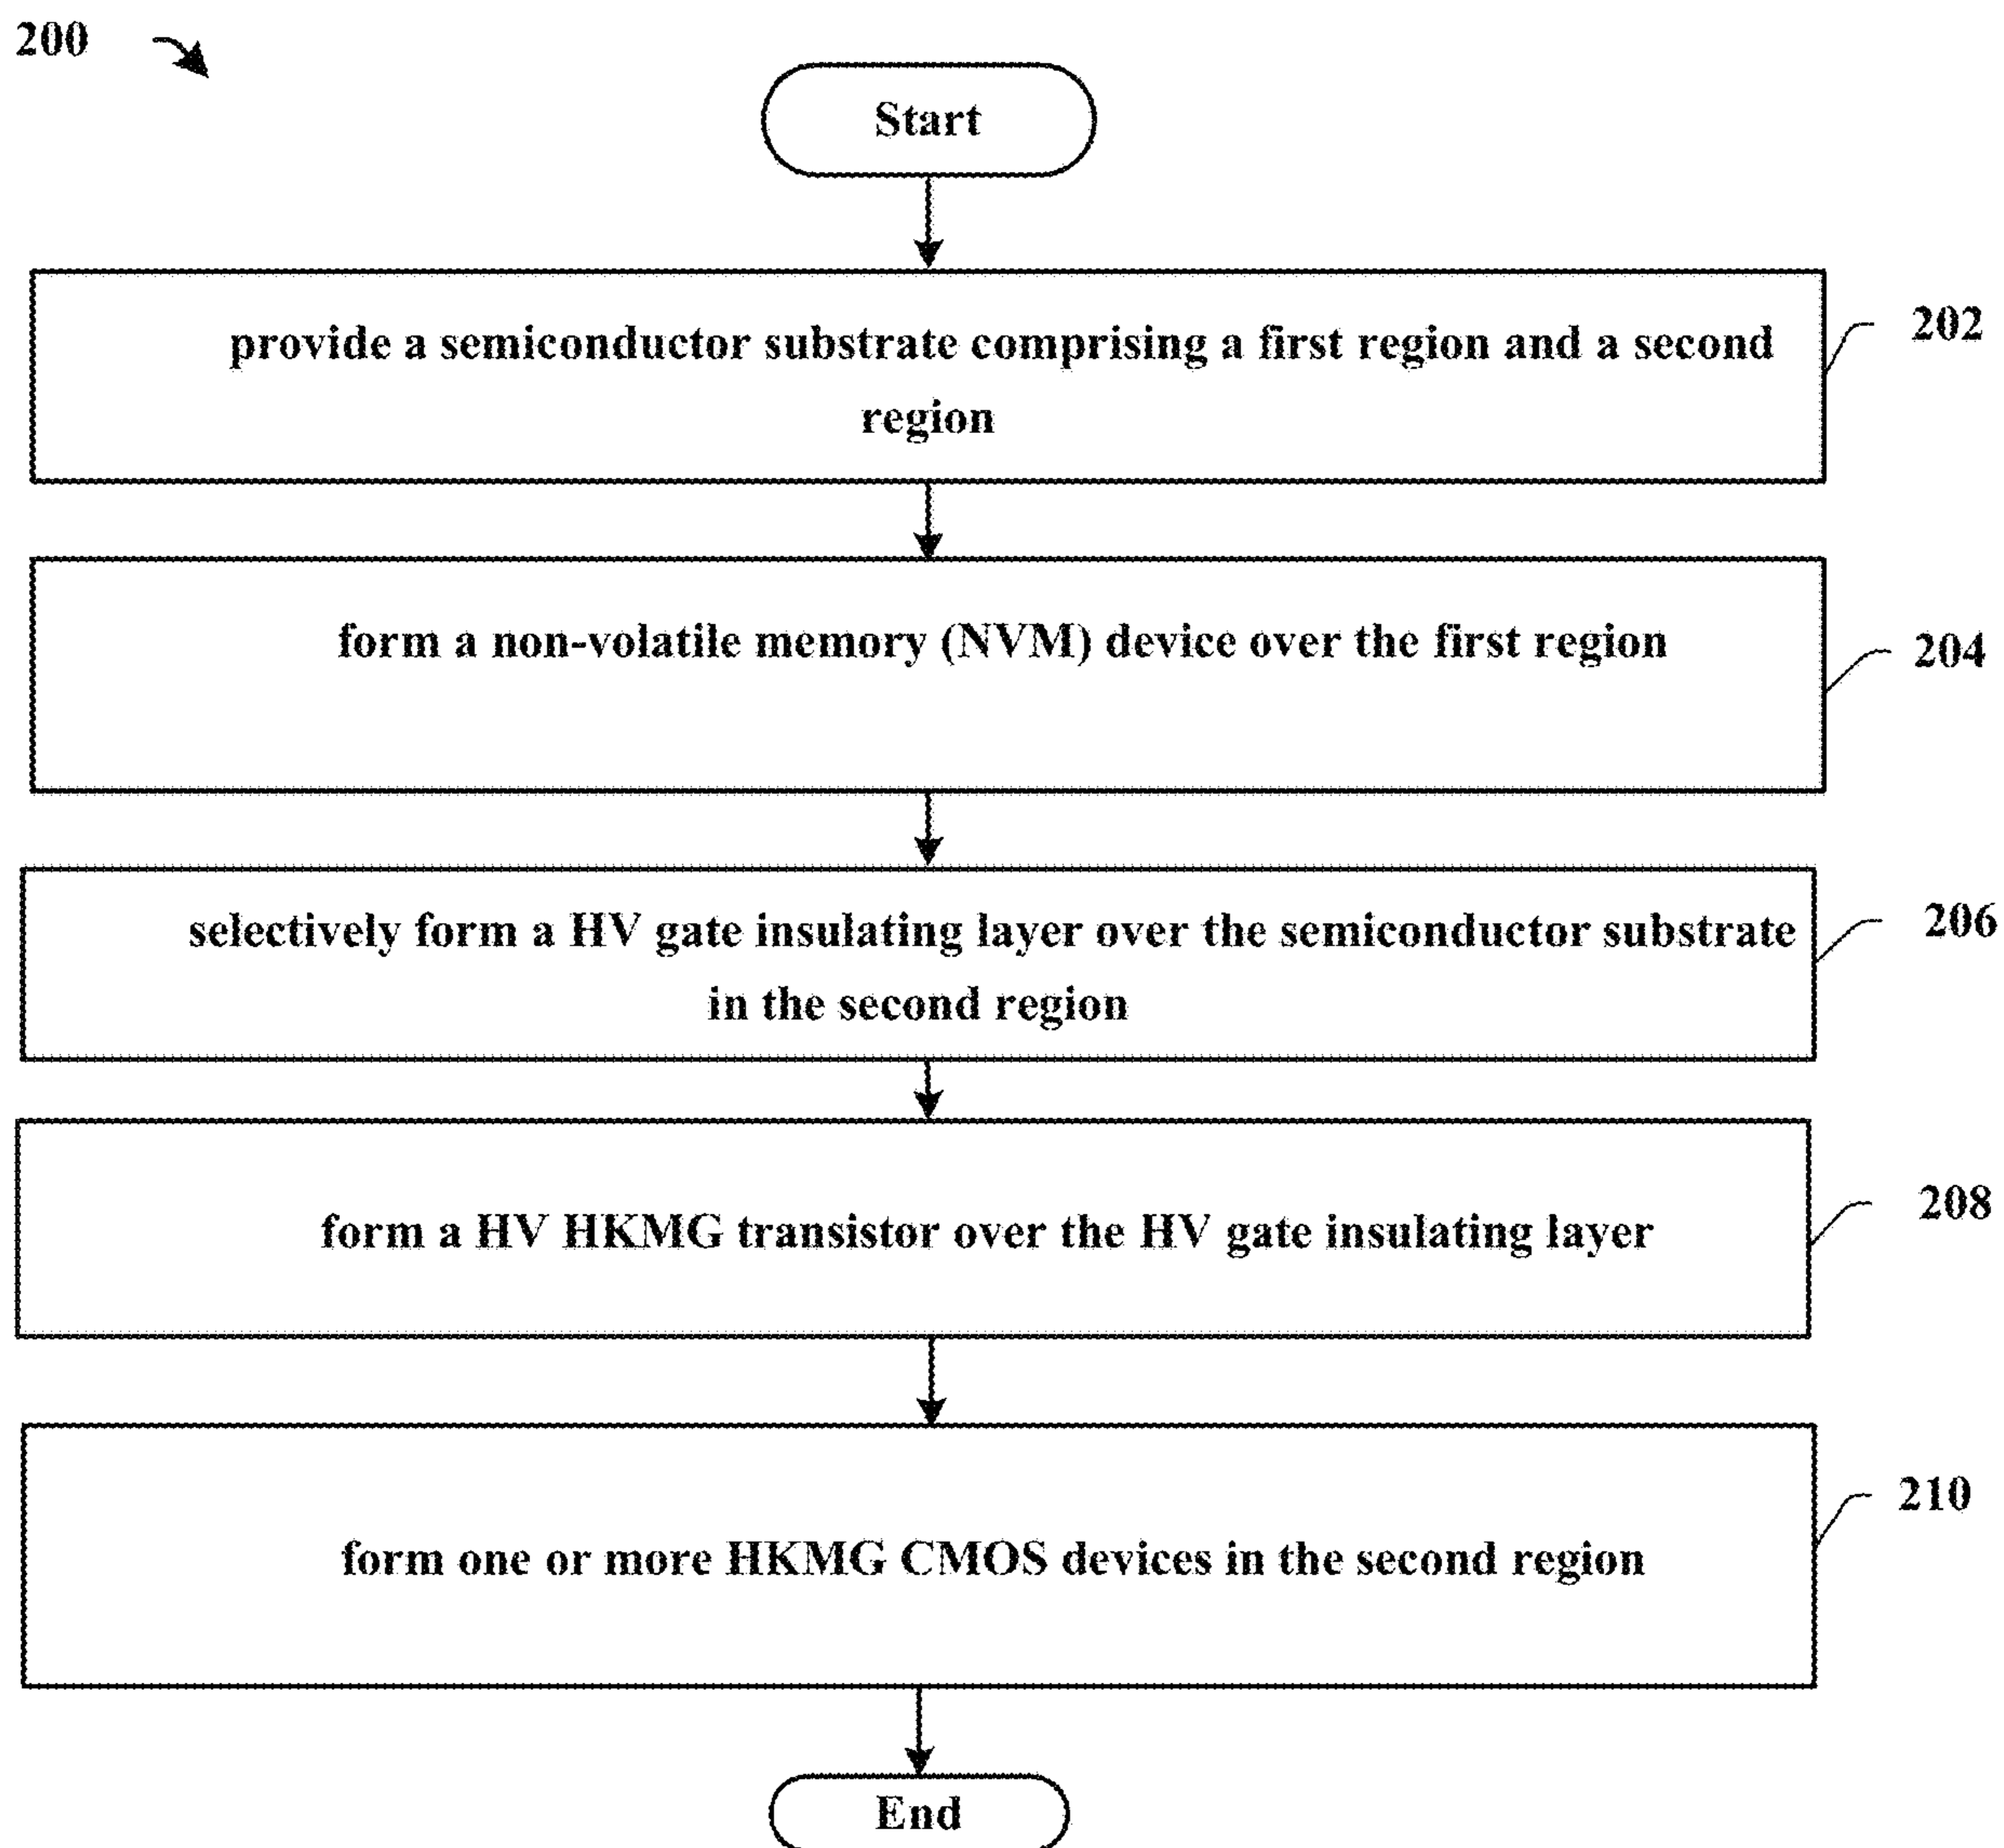 200
Start
provide a semiconductor substrate comprising a first region and a second
region
202
form a non-volatile memory (NVM) device over the first region
204
selectively form a HV gate insulating layer over the semiconductor substrate
in the second region
206
form a HV HKMG transistor over the HV gate insulating layer
208
form one or more HKMG CMOS devices in the second region
210
End